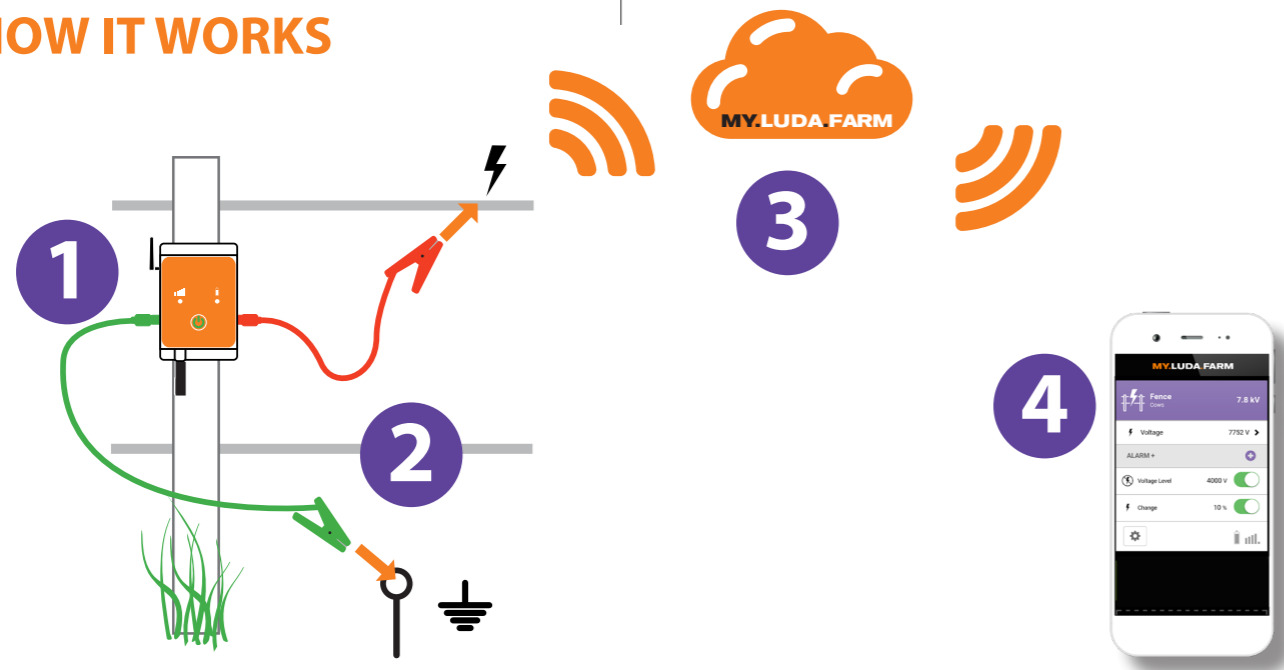 HOW IT WORKS
MY.LUDA.FARM
1
2
3
4
MY.LUDA.FARM
Fence
Cows
7.8 kV
Voltage 7752 V
ALARM +
Voltage Level 4000 V
Change 10 %